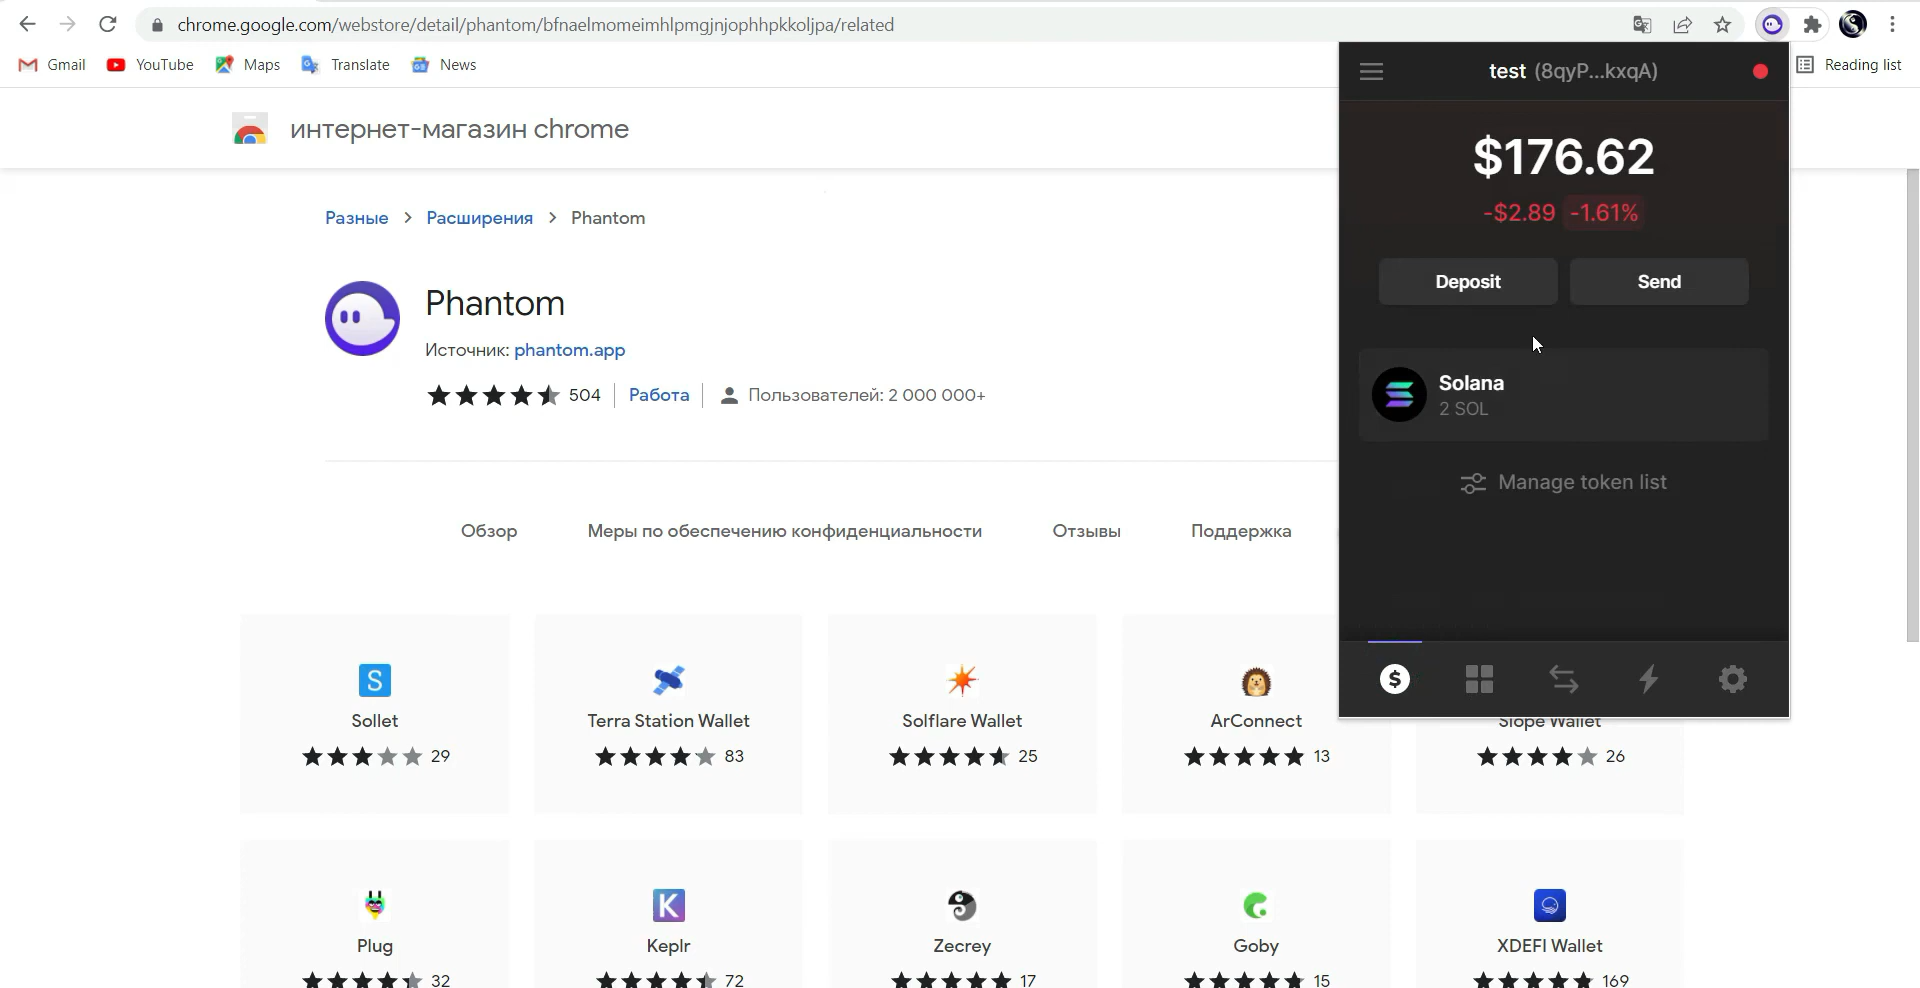 chrome.google.com/webstore/detail/phantom/bfnaelmomeimhlpmgjnjophhpkkoljpa/related
Gmail YouTube Maps Translate News Reading list
интернет-магазин chrome
Разные > Расширения > Phantom
Phantom
Источник: phantom.app
504 Работа Пользователей: 2 000 000+
Обзор Меры по обеспечению конфиденциальности Отзывы Поддержка
test (8qyP...kxqA)
$176.62
-$2.89 -1.61%
Deposit Send
Solana
2 SOL
Manage token list
$
S
Sollet
29
Terra Station Wallet
83
Solflare Wallet
25
ArConnect
13
Slope Wallet
26
Plug
32
K
Keplr
72
Zecrey
17
Goby
15
XDEFI Wallet
169